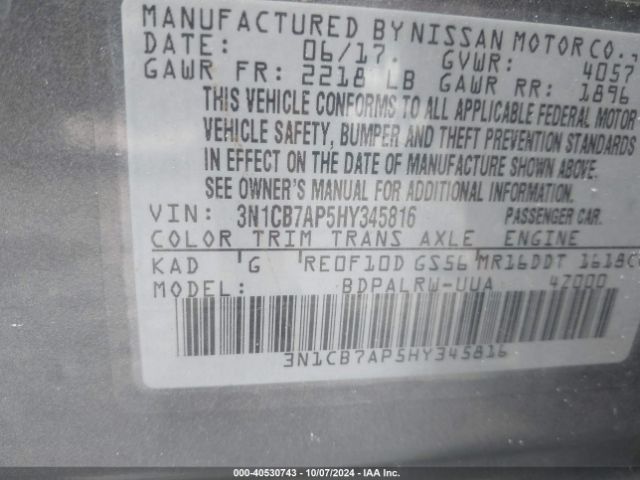 MANUFACTURED BY NISSAN MOTOR CO.,
DATE: 06/17. GVWR: 4057
GAWR FR: 2218 LB GAWR RR: 1896
THIS VEHICLE CONFORMS TO ALL APPLICABLE FEDERAL MOTOR
VEHICLE SAFETY, BUMPER AND THEFT PREVENTION STANDARDS
IN EFFECT ON THE DATE OF MANUFACTURE SHOWN ABOVE.
SEE OWNER'S MANUAL FOR ADDITIONAL INFORMATION.
VIN: 3N1CB7AP5HY345816 PASSENGER CAR
COLOR TRIM TRANS AXLE ENGINE
KAD G RE0F10D GS56 MR16DDT 1618C
MODEL: BDPALRW-UUA 4Z000
3N1CB7AP5HY345816
000-40530743 - 10/07/2024 - IAA Inc.